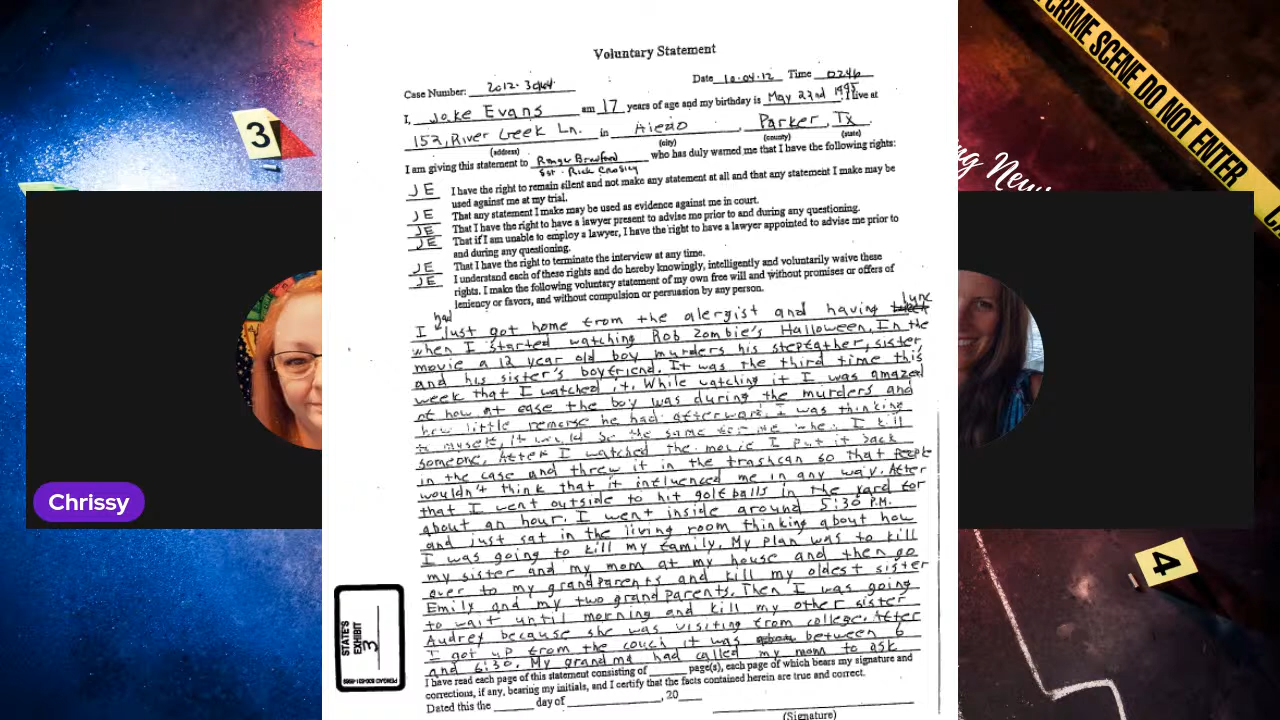 Voluntary Statement
Case Number: 2012-3044 Date 10-04-12 Time 0246
I, Jake Evans am 17 years of age and my birthday is May 22nd 1995. I live at
152, River Creek Ln. in Aledo, Parker, Tx.
(address) (city) (county) (state)
I am giving this statement to Ranger Bradford who has duly warned me that I have the following rights:
Sgt. Rick
JE I have the right to remain silent and not make any statement at all and that any statement I make may be
used against me at my trial.
JE That any statement I make may be used as evidence against me in court.
JE That I have the right to have a lawyer present to advise me prior to and during any questioning.
JE That if I am unable to employ a lawyer, I have the right to have a lawyer appointed to advise me prior to
and during any questioning.
JE That I have the right to terminate the interview at any time.
JE I understand each of these rights and do hereby knowingly, intelligently and voluntarily waive these
rights. I make the following voluntary statement of my own free will and without promises or offers of
leniency or favors, and without compulsion or persuasion by any person.
I had just got home from the alergist and having
when I started watching Rob Zombie's Halloween. In the
movie a 12 year old boy murders his stepfather, sister,
and his sister's boyfriend. It was the third time this
week that I watched it. While watching it I was amazed
of how at ease the boy was during the murders and
how little remorse he had afterward. I was thinking
to myself, it would be the same for me when I kill
someone. After I watched the movie I put it back
in the case and threw it in the trashcan so that people
wouldn't think that it influenced me in any way. After
that I went outside to hit golf balls in the yard for
about an hour. I went inside around 5:30 P.M.
and just sat in the living room thinking about how
I was going to kill my family. My plan was to kill
my sister and my mom at my house and then go
over to my grandparents and kill my oldest sister
Emily and my two grandparents. Then I was going
to wait until morning and kill my other sister
Audrey because she was visiting from college. After
I got up from the couch it was between 6
and 6:30. My grandma had called my mom to ask
I have read each page of this statement consisting of page(s), each page of which bears my signature and
corrections, if any, bearing my initials, and I certify that the facts contained herein are true and correct.
Dated this the day of , 20
(Signature)
STATE'S
EXHIBIT
3
3
4
CRIME SCENE DO NOT ENTER
Chrissy